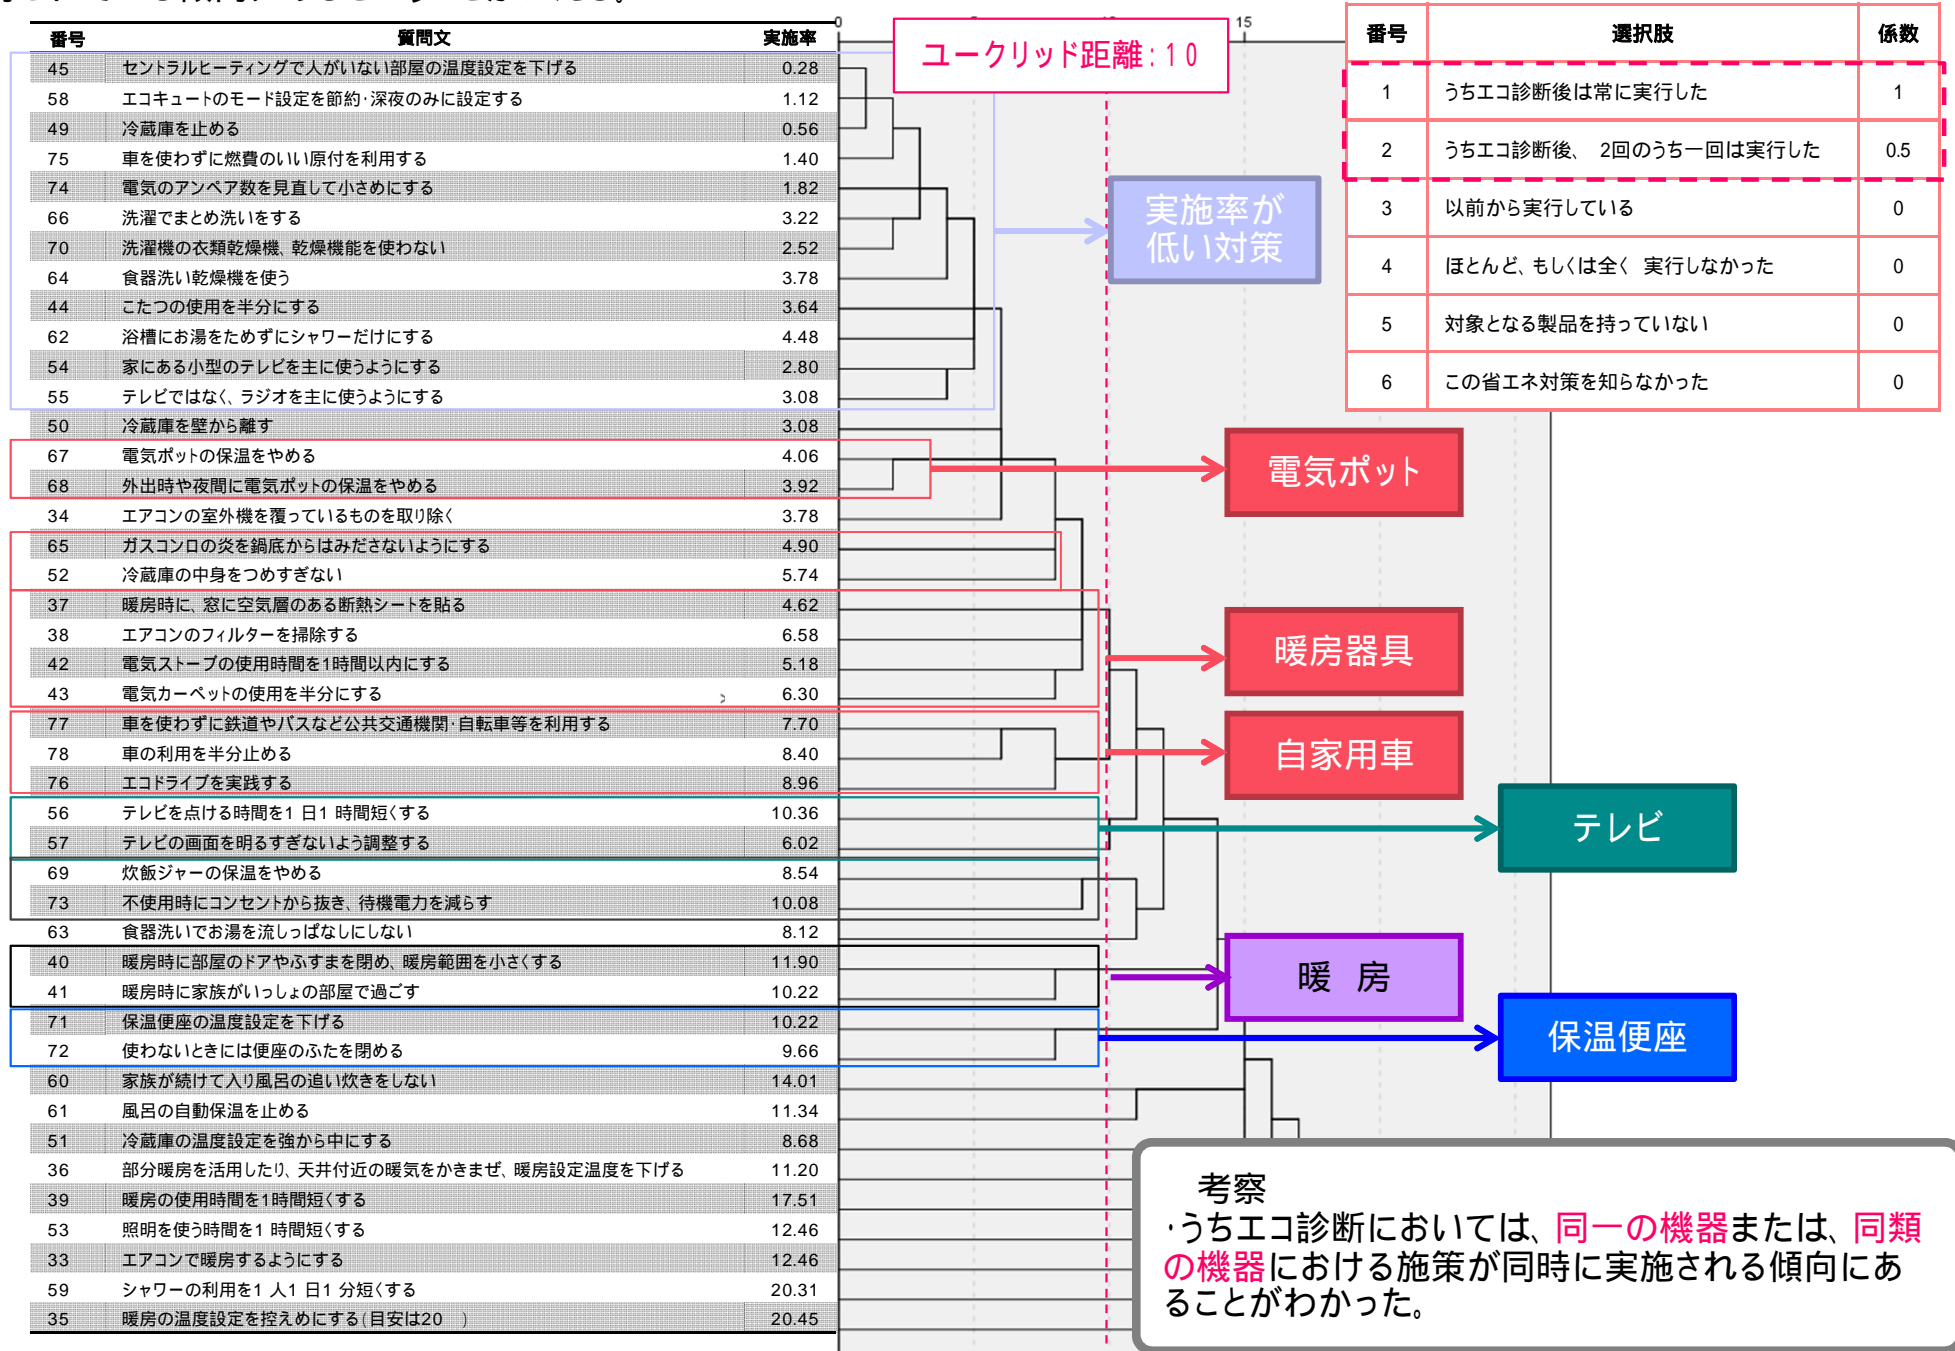 番号 質問文 実施率
45 セントラルヒーティングで人がいない部屋の温度設定を下げる 0.28
58 エコキュートのモード設定を節約・深夜のみに設定する 1.12
49 冷蔵庫を止める 0.56
75 車を使わずに燃費のいい原付を利用する 1.40
74 電気のアンペア数を見直して小さめにする 1.82
66 洗濯でまとめ洗いをする 3.22
70 洗濯機の衣類乾燥機、乾燥機能を使わない 2.52
64 食器洗い乾燥機を使う 3.78
44 こたつの使用を半分にする 3.64
62 浴槽にお湯をためずにシャワーだけにする 4.48
54 家にある小型のテレビを主に使うようにする 2.80
55 テレビではなく、ラジオを主に使うようにする 3.08
50 冷蔵庫を壁から離す 3.08
67 電気ポットの保温をやめる 4.06
68 外出時や夜間に電気ポットの保温をやめる 3.92
34 エアコンの室外機を覆っているものを取り除く 3.78
65 ガスコンロの炎を鍋底からはみださないようにする 4.90
52 冷蔵庫の中身をつめすぎない 5.74
37 暖房時に、窓に空気層のある断熱シートを貼る 4.62
38 エアコンのフィルターを掃除する 6.58
42 電気ストーブの使用時間を1時間以内にする 5.18
43 電気カーペットの使用を半分にする 6.30
77 車を使わずに鉄道やバスなど公共交通機関・自転車等を利用する 7.70
78 車の利用を半分止める 8.40
76 エコドライブを実践する 8.96
56 テレビを点ける時間を1 日1 時間短くする 10.36
57 テレビの画面を明るすぎないよう調整する 6.02
69 炊飯ジャーの保温をやめる 8.54
73 不使用時にコンセントから抜き、待機電力を減らす 10.08
63 食器洗いでお湯を流しっぱなしにしない 8.12
40 暖房時に部屋のドアやふすまを閉め、暖房範囲を小さくする 11.90
41 暖房時に家族がいっしょの部屋で過ごす 10.22
71 保温便座の温度設定を下げる 10.22
72 使わないときには便座のふたを閉める 9.66
60 家族が続けて入り風呂の追い炊きをしない 14.01
61 風呂の自動保温を止める 11.34
51 冷蔵庫の温度設定を強から中にする 8.68
36 部分暖房を活用したり、天井付近の暖気をかきまぜ、暖房設定温度を下げる 11.20
39 暖房の使用時間を1時間短くする 17.51
53 照明を使う時間を1 時間短くする 12.46
33 エアコンで暖房するようにする 12.46
59 シャワーの利用を1 人1 日1 分短くする 20.31
35 暖房の温度設定を控えめにする(目安は20 ) 20.45
0 15
ユークリッド距離:10
実施率が
低い対策
電気ポット
暖房器具
自家用車
テレビ
暖 房
保温便座
番号 選択肢 係数
1 うちエコ診断後は常に実行した 1
2 うちエコ診断後、 2回のうち一回は実行した 0.5
3 以前から実行している 0
4 ほとんど、もしくは全く 実行しなかった 0
5 対象となる製品を持っていない 0
6 この省エネ対策を知らなかった 0
考察
・うちエコ診断においては、同一の機器または、同類
の機器における施策が同時に実施される傾向にあ
ることがわかった。